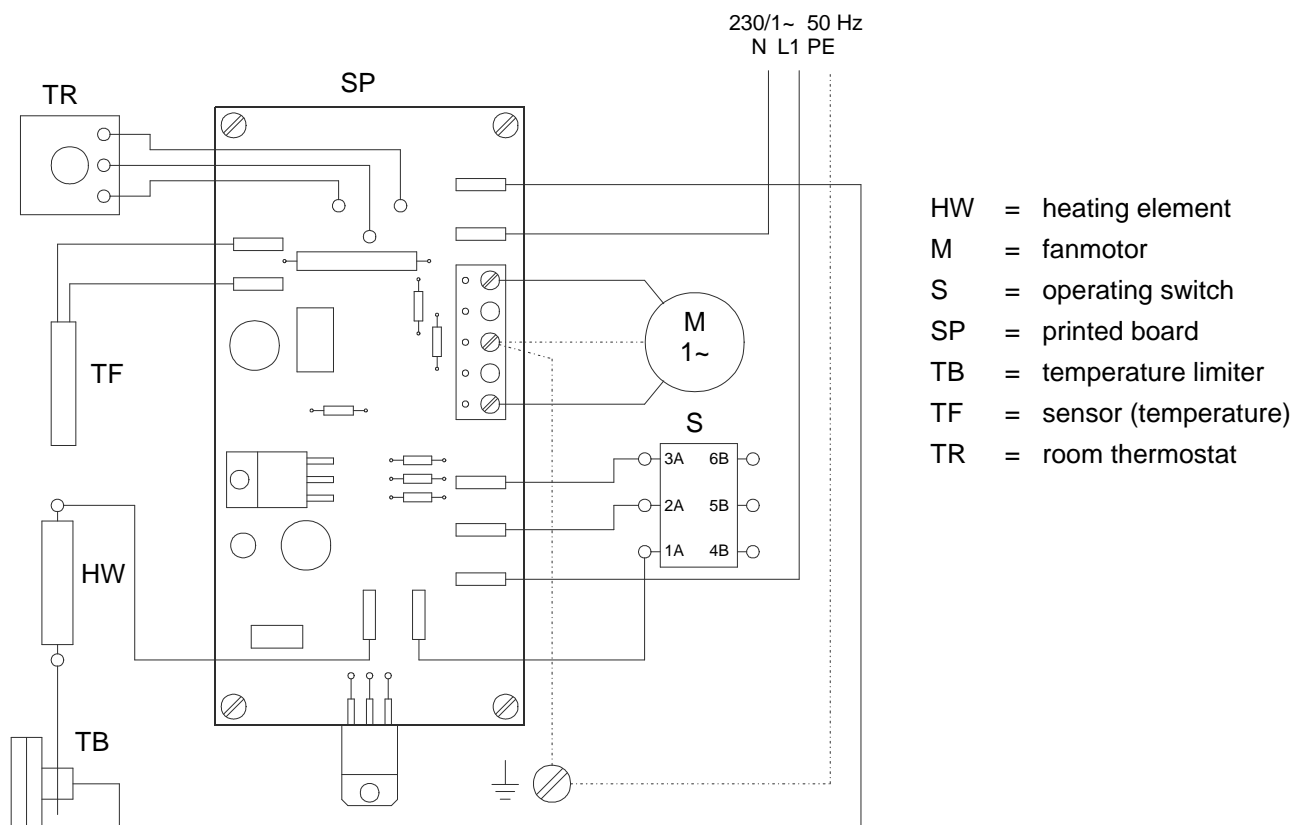 230/1~ 50 Hz
N L1 PE
SP
TR
TF
M
1~
S
3A 6B
2A 5B
1A 4B
HW
TB
HW = heating element
M = fanmotor
S = operating switch
SP = printed board
TB = temperature limiter
TF = sensor (temperature)
TR = room thermostat